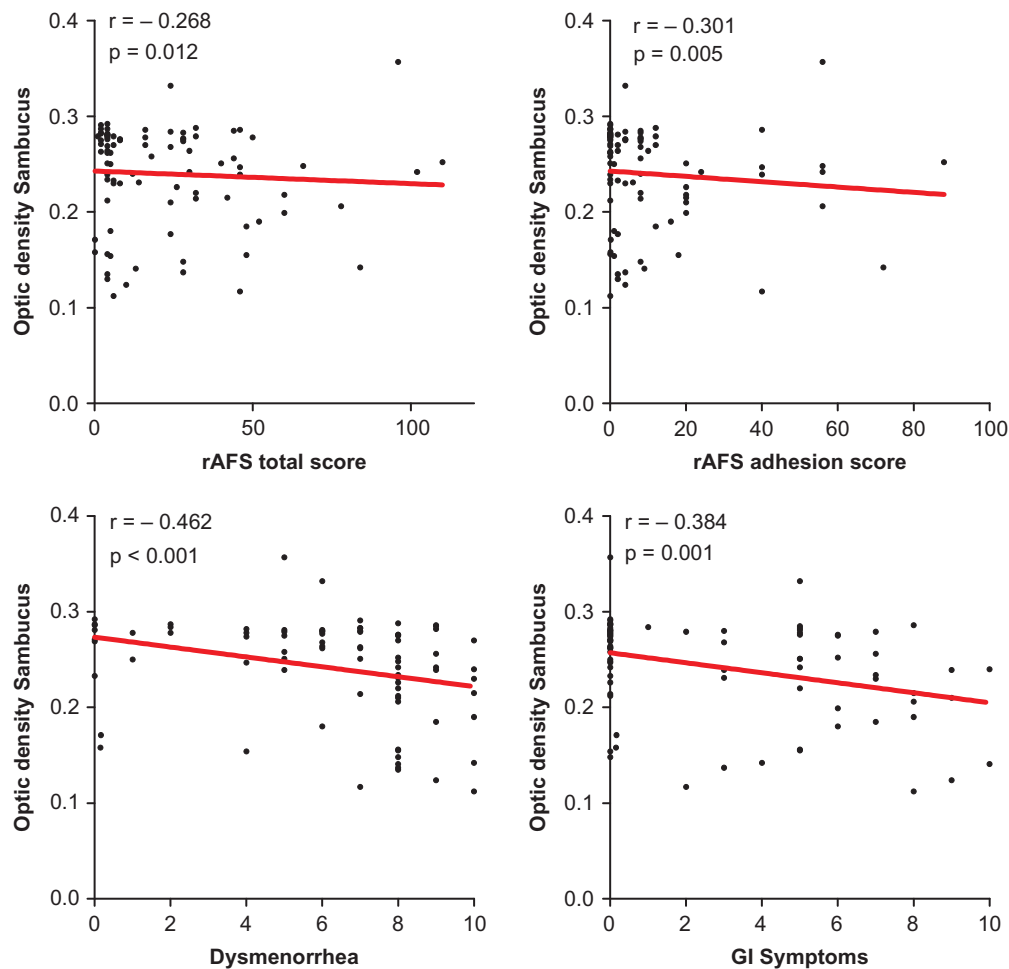 r = – 0.268
p = 0.012
0.4
0.3
0.2
0.1
0.0
Optic density Sambucus
0 50 100
rAFS total score
r = – 0.301
p = 0.005
0.4
0.3
0.2
0.1
0.0
Optic density Sambucus
0 20 40 60 80 100
rAFS adhesion score
r = – 0.462
p < 0.001
0.4
0.3
0.2
0.1
0.0
Optic density Sambucus
0 2 4 6 8 10
Dysmenorrhea
r = – 0.384
p = 0.001
0.4
0.3
0.2
0.1
0.0
Optic density Sambucus
0 2 4 6 8 10
GI Symptoms